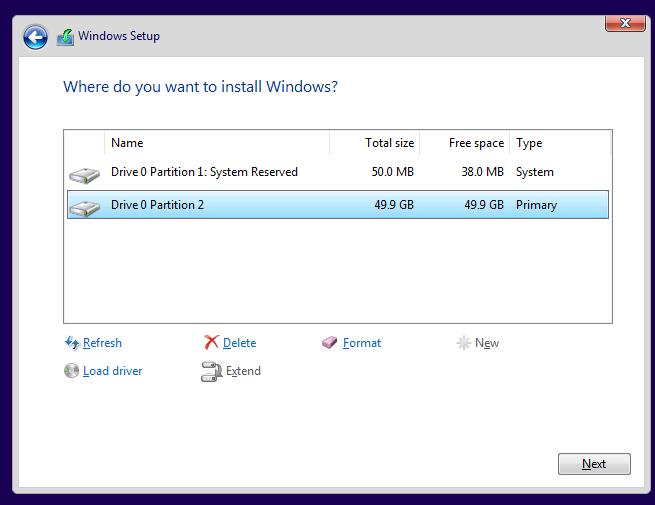 Windows Setup
Where do you want to install Windows?
Name Total size Free space Type
Drive 0 Partition 1: System Reserved 50.0 MB 38.0 MB System
Drive 0 Partition 2 49.9 GB 49.9 GB Primary
Refresh Delete Format New
Load driver Extend
Next